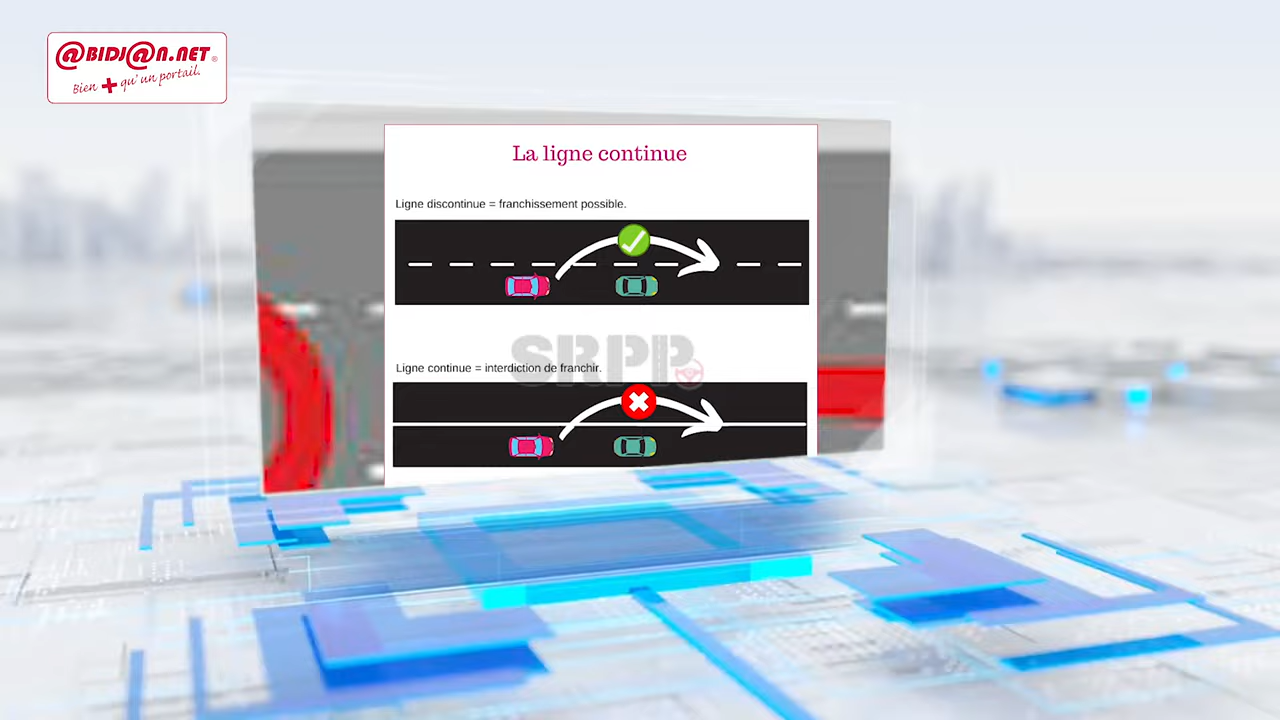 @BIDJ@N.NET®
Bien + qu'un portail.
La ligne continue
Ligne discontinue = franchissement possible.
SRPP
Ligne continue = interdiction de franchir.